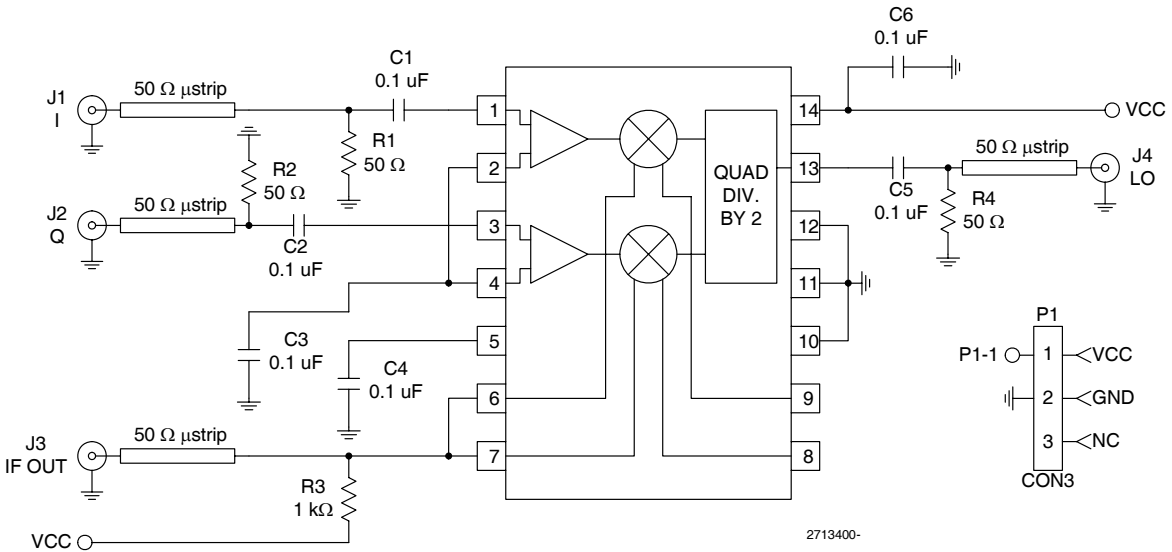 C6
0.1 uF
C1
0.1 uF
J1
I
50 Ω μstrip
1
14
VCC
R1
50 Ω
R2
50 Ω
2
QUAD
DIV.
BY 2
13
C5
0.1 uF
50 Ω μstrip
J4
LO
R4
50 Ω
J2
Q
50 Ω μstrip
C2
0.1 uF
3
12
4
11
C3
0.1 uF
5
10
C4
0.1 uF
6
9
J3
IF OUT
50 Ω μstrip
7
8
R3
1 kΩ
VCC
P1
P1-1
1
VCC
2
GND
3
NC
CON3
2713400-